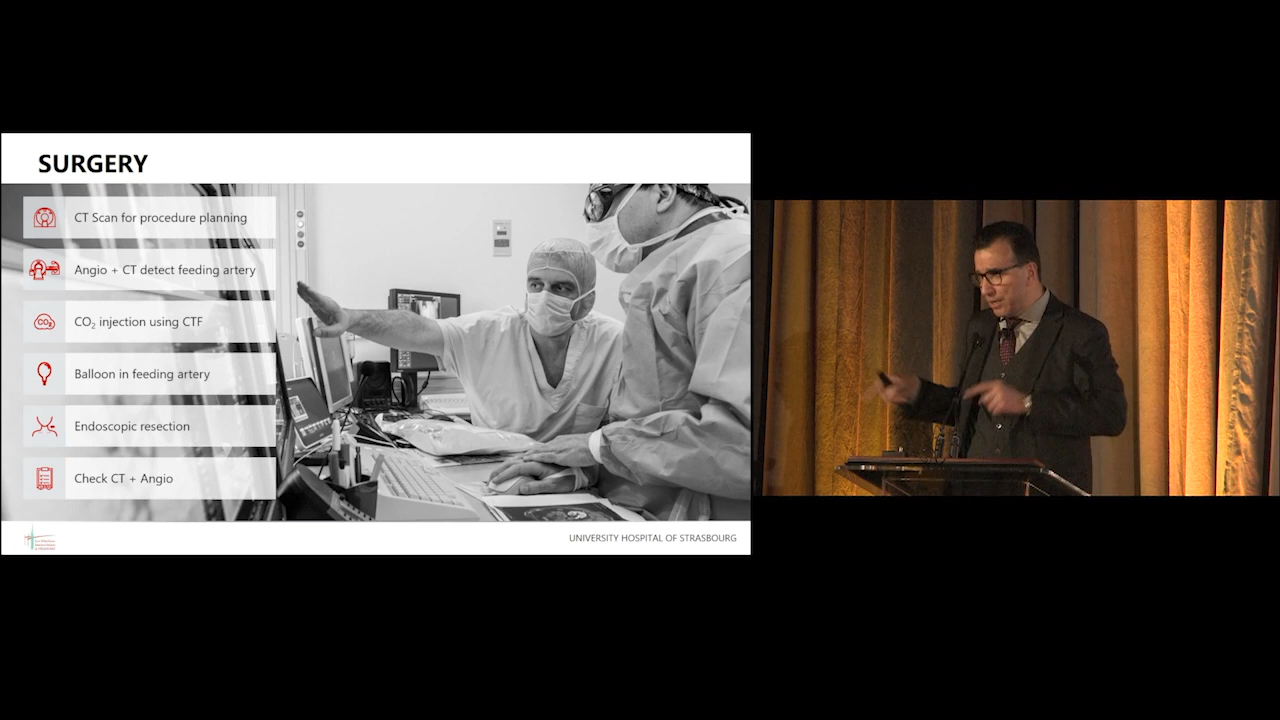 SURGERY
CT Scan for procedure planning
Angio + CT detect feeding artery
CO₂ injection using CTF
Balloon in feeding artery
Endoscopic resection
Check CT + Angio
UNIVERSITY HOSPITAL OF STRASBOURG